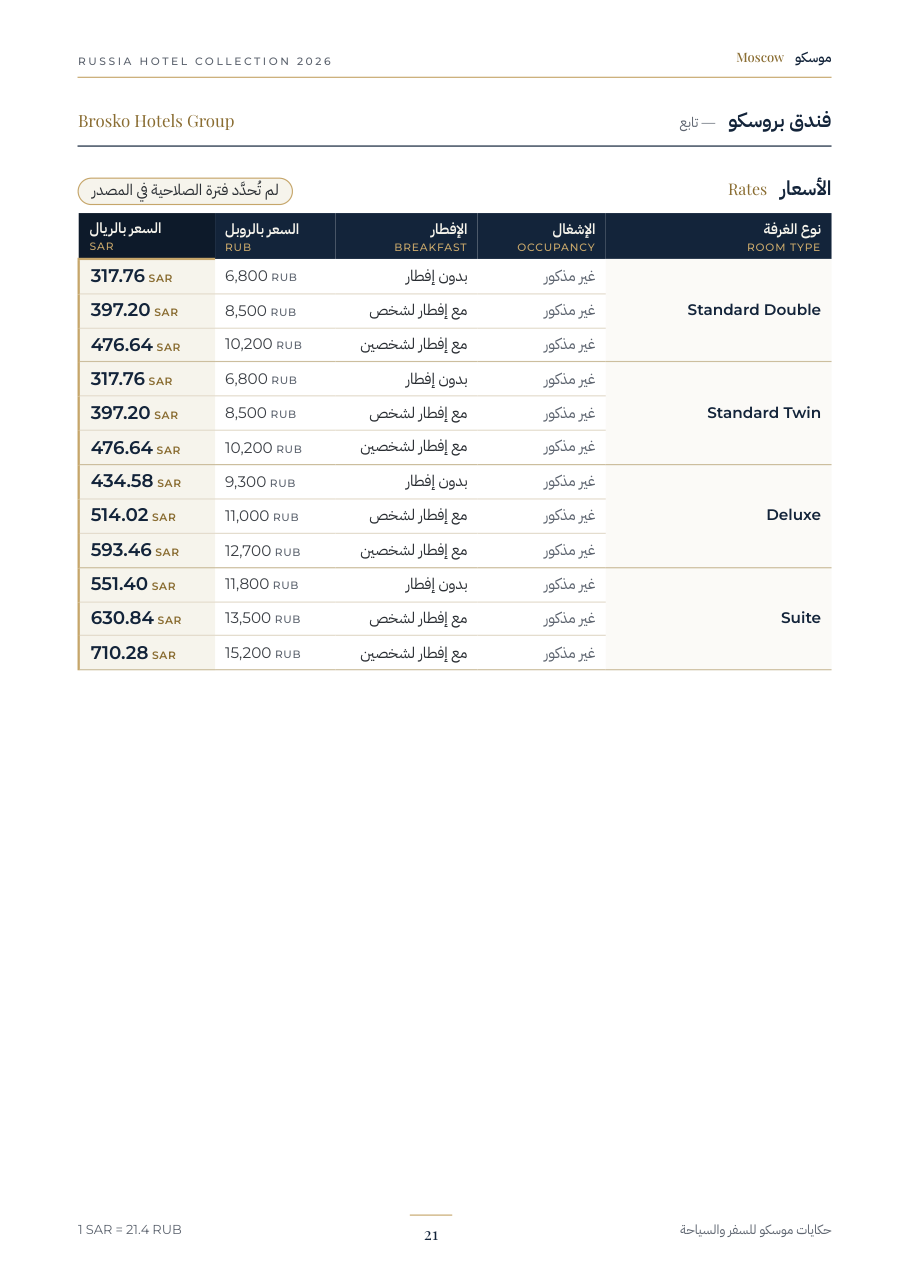 موسكو Moscow RUSSIA HOTEL COLLECTION 2026
فندق بروسكو — تابع Brosko Hotels Group
الأسعار Rates لم تُحدَّد فترة الصلاحية في المصدر
نوع الغرفة الإشغال الإفطار السعر بالروبل السعر بالريال
ROOM TYPE OCCUPANCY BREAKFAST RUB SAR
Standard Double
غير مذكور بدون إفطار 6,800 RUB 317.76 SAR
غير مذكور مع إفطار لشخص 8,500 RUB 397.20 SAR
غير مذكور مع إفطار لشخصين 10,200 RUB 476.64 SAR
Standard Twin
غير مذكور بدون إفطار 6,800 RUB 317.76 SAR
غير مذكور مع إفطار لشخص 8,500 RUB 397.20 SAR
غير مذكور مع إفطار لشخصين 10,200 RUB 476.64 SAR
Deluxe
غير مذكور بدون إفطار 9,300 RUB 434.58 SAR
غير مذكور مع إفطار لشخص 11,000 RUB 514.02 SAR
غير مذكور مع إفطار لشخصين 12,700 RUB 593.46 SAR
Suite
غير مذكور بدون إفطار 11,800 RUB 551.40 SAR
غير مذكور مع إفطار لشخص 13,500 RUB 630.84 SAR
غير مذكور مع إفطار لشخصين 15,200 RUB 710.28 SAR
حكايات موسكو للسفر والسياحة 21 1 SAR = 21.4 RUB